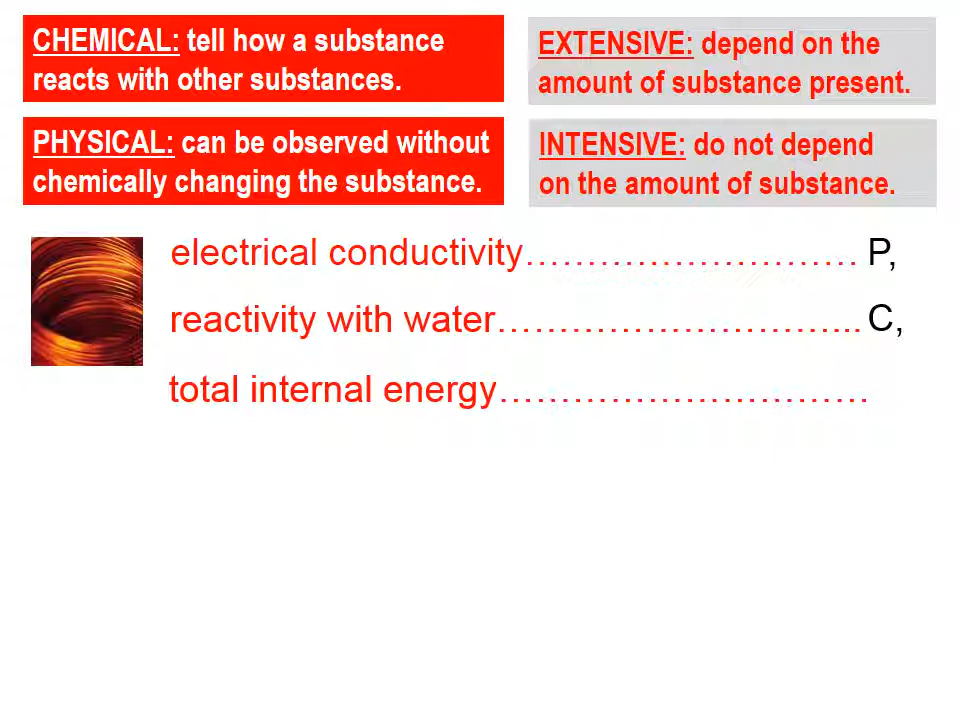 CHEMICAL: tell how a substance
reacts with other substances.
EXTENSIVE: depend on the
amount of substance present.
PHYSICAL: can be observed without
chemically changing the substance.
INTENSIVE: do not depend
on the amount of substance.
electrical conductivity……………………… P,
reactivity with water………………………... C,
total internal energy…………………………